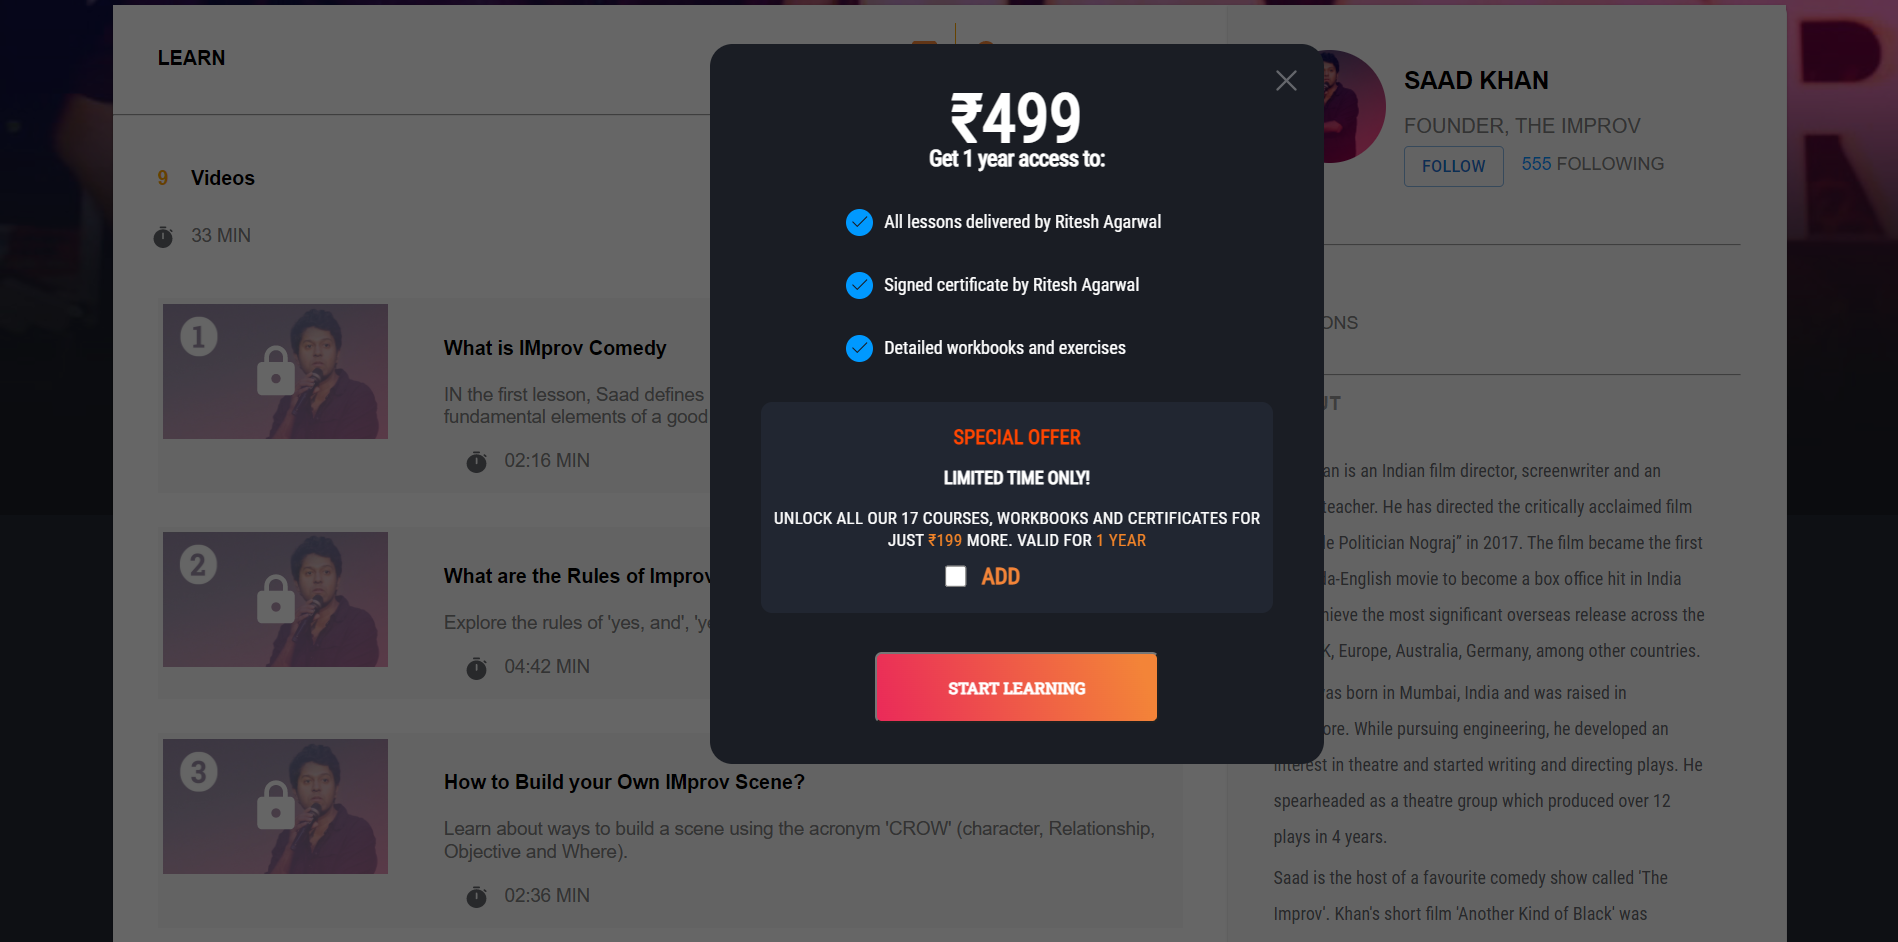 LEARN
9 Videos
33 MIN
1
What is IMprov Comedy
IN the first lesson, Saad defines
fundamental elements of a good
02:16 MIN
2
What are the Rules of Improv
Explore the rules of 'yes, and',
04:42 MIN
3
How to Build your Own IMprov Scene?
Learn about ways to build a scene using the acronym 'CROW' (character, Relationship,
Objective and Where).
02:36 MIN
₹499
Get 1 year access to:
All lessons delivered by Ritesh Agarwal
Signed certificate by Ritesh Agarwal
Detailed workbooks and exercises
SPECIAL OFFER
LIMITED TIME ONLY!
UNLOCK ALL OUR 17 COURSES, WORKBOOKS AND CERTIFICATES FOR
JUST ₹199 MORE. VALID FOR 1 YEAR
ADD
START LEARNING
SAAD KHAN
FOUNDER, THE IMPROV
FOLLOW 555 FOLLOWING
is an Indian film director, screenwriter and an
teacher. He has directed the critically acclaimed film
Politician Nograj” in 2017. The film became the first
movie to become a box office hit in India
the most significant overseas release across the
Europe, Australia, Germany, among other countries.
was born in Mumbai, India and was raised in
While pursuing engineering, he developed an
interest in theatre and started writing and directing plays. He
spearheaded as a theatre group which produced over 12
plays in 4 years.
Saad is the host of a favourite comedy show called 'The
Improv'. Khan's short film 'Another Kind of Black' was